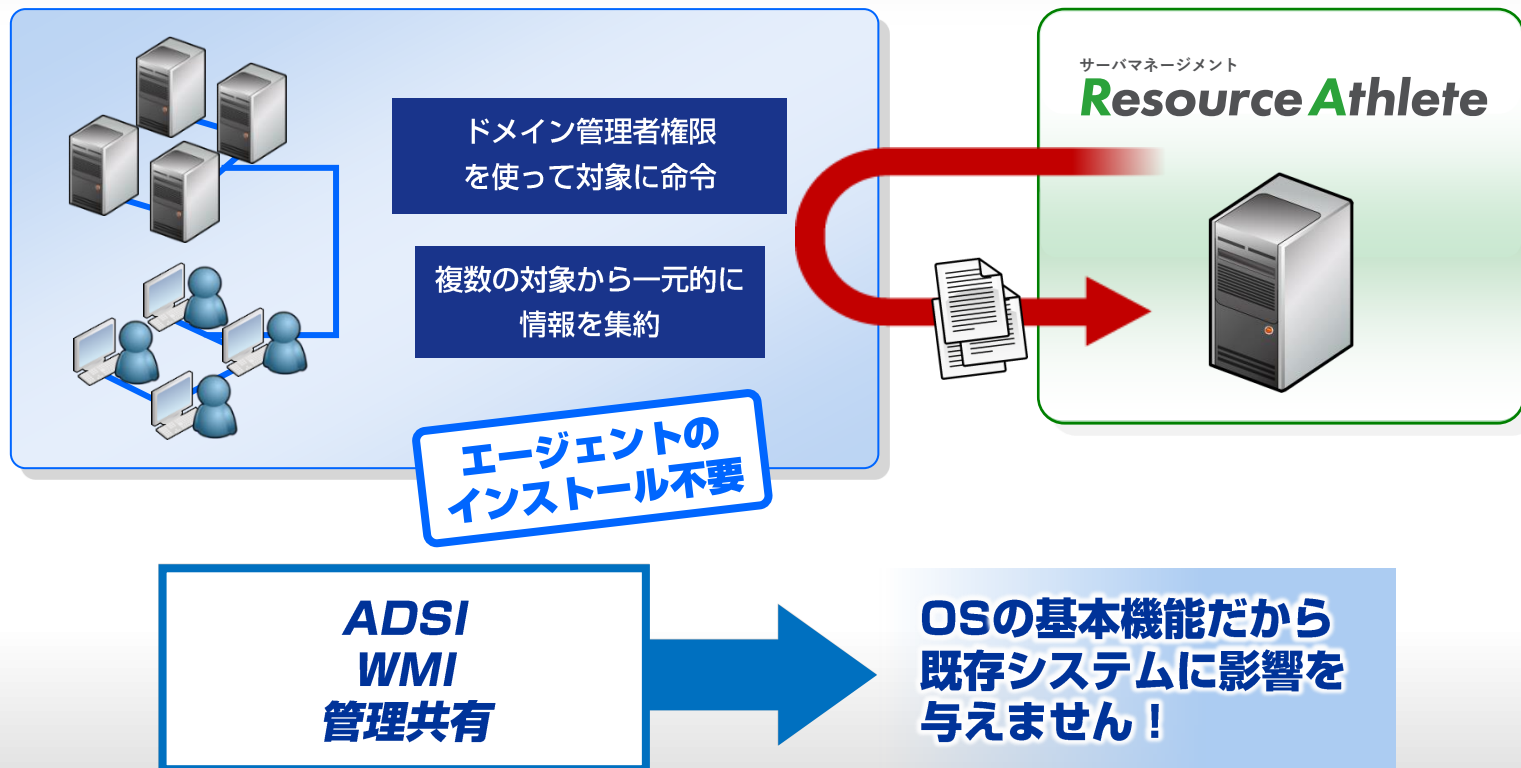 サーバマネージメント
Resource Athlete
ドメイン管理者権限
を使って対象に命令
複数の対象から一元的に
情報を集約
エージェントの
インストール不要
ADSI
WMI
管理共有
OSの基本機能だから
既存システムに影響を
与えません！